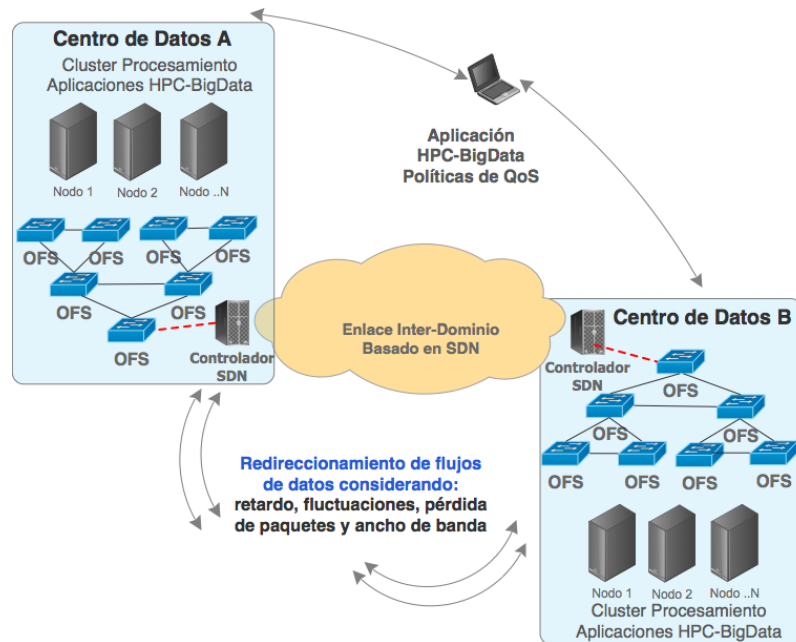 Centro de Datos A
Cluster Procesamiento
Aplicaciones HPC-BigData
Nodo 1
Nodo 2
Nodo ..N
OFS
OFS
OFS
OFS
OFS
OFS
OFS
Controlador
SDN
Aplicación
HPC-BigData
Políticas de QoS
Enlace Inter-Dominio
Basado en SDN
Centro de Datos B
Controlador
SDN
OFS
OFS
OFS
OFS
OFS
OFS
OFS
Nodo 1
Nodo 2
Nodo ..N
Cluster Procesamiento
Aplicaciones HPC-BigData
Redireccionamiento de flujos
de datos considerando:
retardo, fluctuaciones, pérdida
de paquetes y ancho de banda